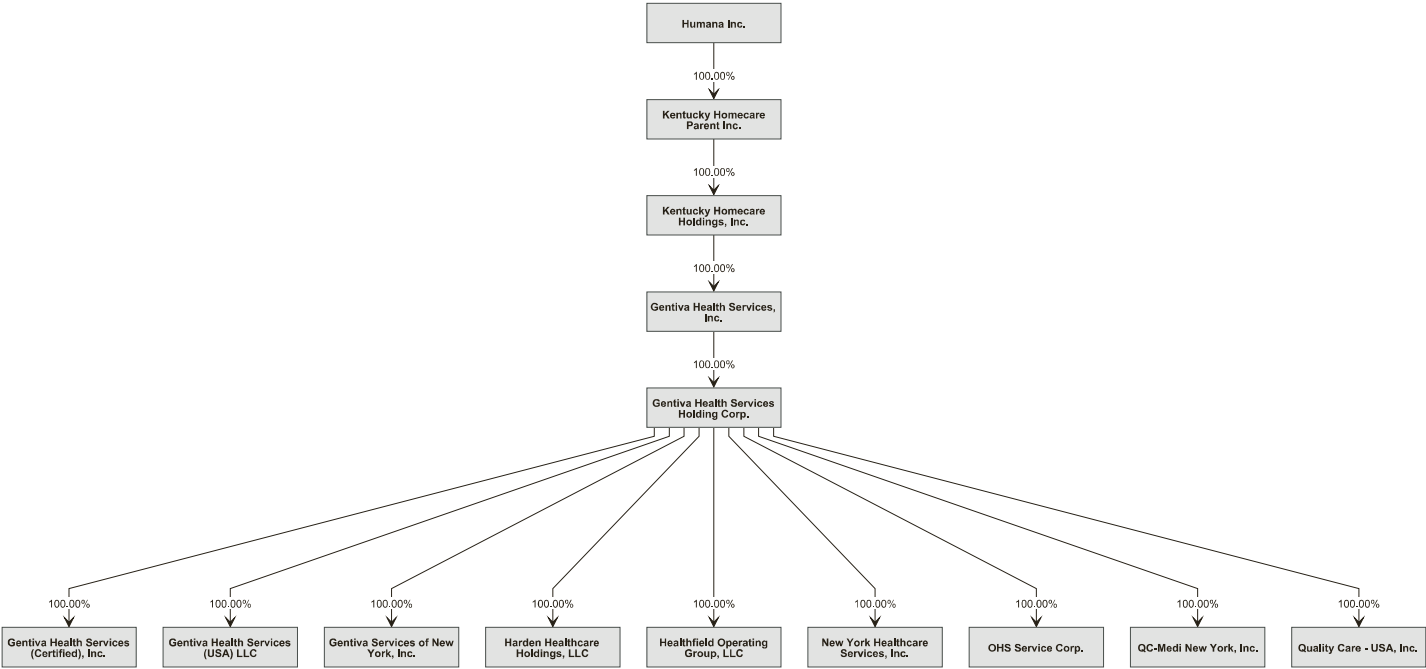 Humana Inc.
100.00%
Kentucky Homecare
Parent Inc.
100.00%
Kentucky Homecare
Holdings, Inc.
100.00%
Gentiva Health Services,
Inc.
100.00%
Gentiva Health Services
Holding Corp.
100.00%
100.00%
100.00%
100.00%
100.00%
100.00%
100.00%
100.00%
100.00%
Gentiva Health Services
(Certified), Inc.
Gentiva Health Services
(USA) LLC
Gentiva Services of New
York, Inc.
Harden Healthcare
Holdings, LLC
Healthfield Operating
Group, LLC
New York Healthcare
Services, Inc.
OHS Service Corp.
QC-Medi New York, Inc.
Quality Care - USA, Inc.